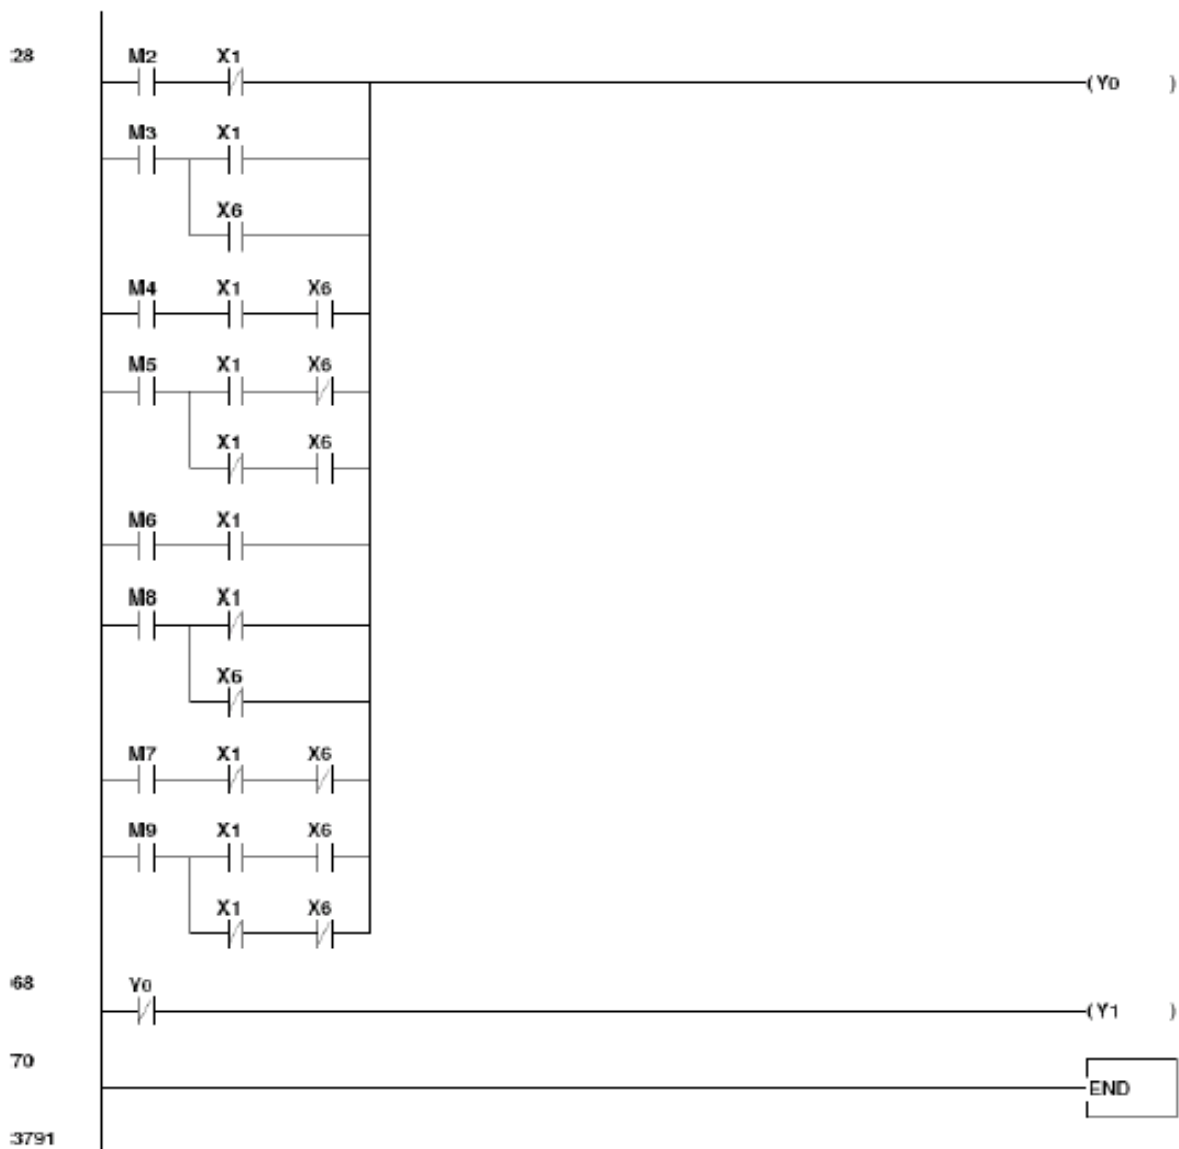 28 M2 X1 (Y0 )
M3 X1
X6
M4 X1 X6
M5 X1 X6
X1 X6
M6 X1
M8 X1
X6
M7 X1 X6
M9 X1 X6
X1 X6
68 Y0 (Y1 )
70 END
3791